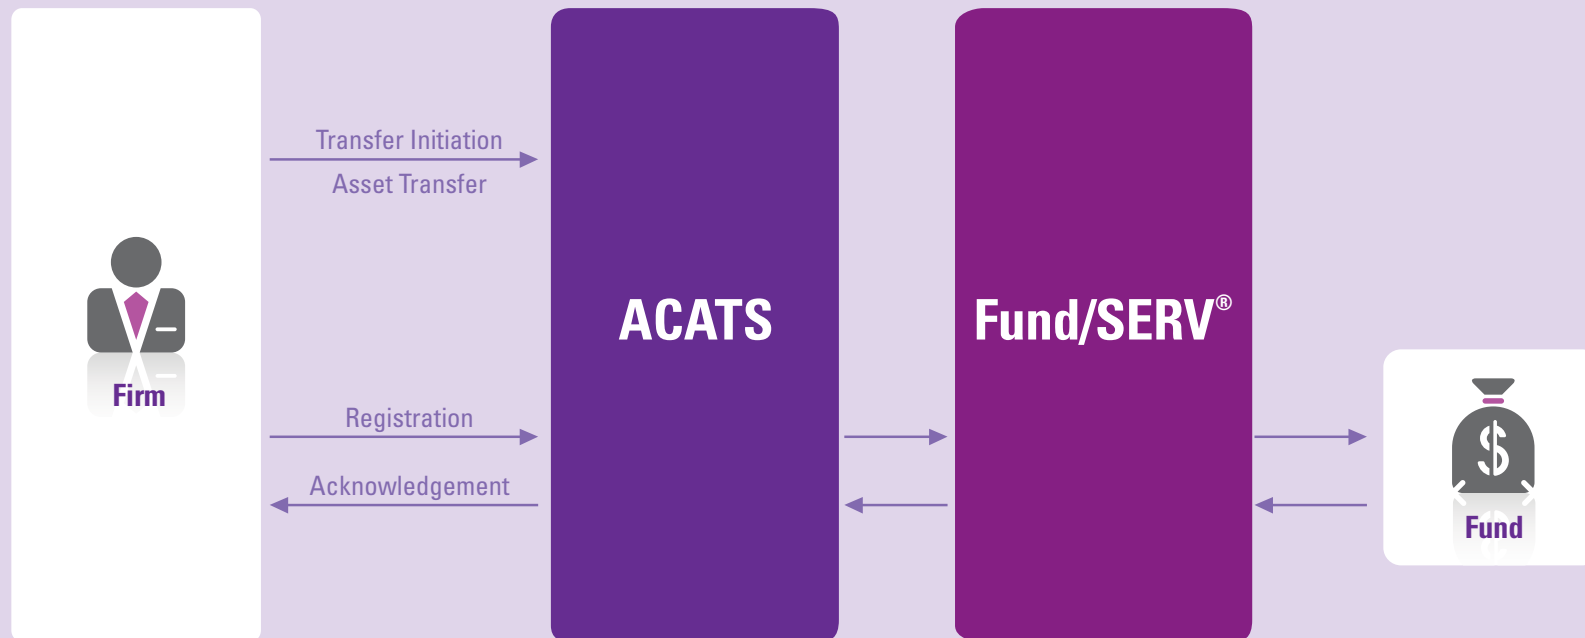 Transfer Initiation
Asset Transfer
ACATS
Fund/SERV®
Firm
Registration
Acknowledgement
$
Fund